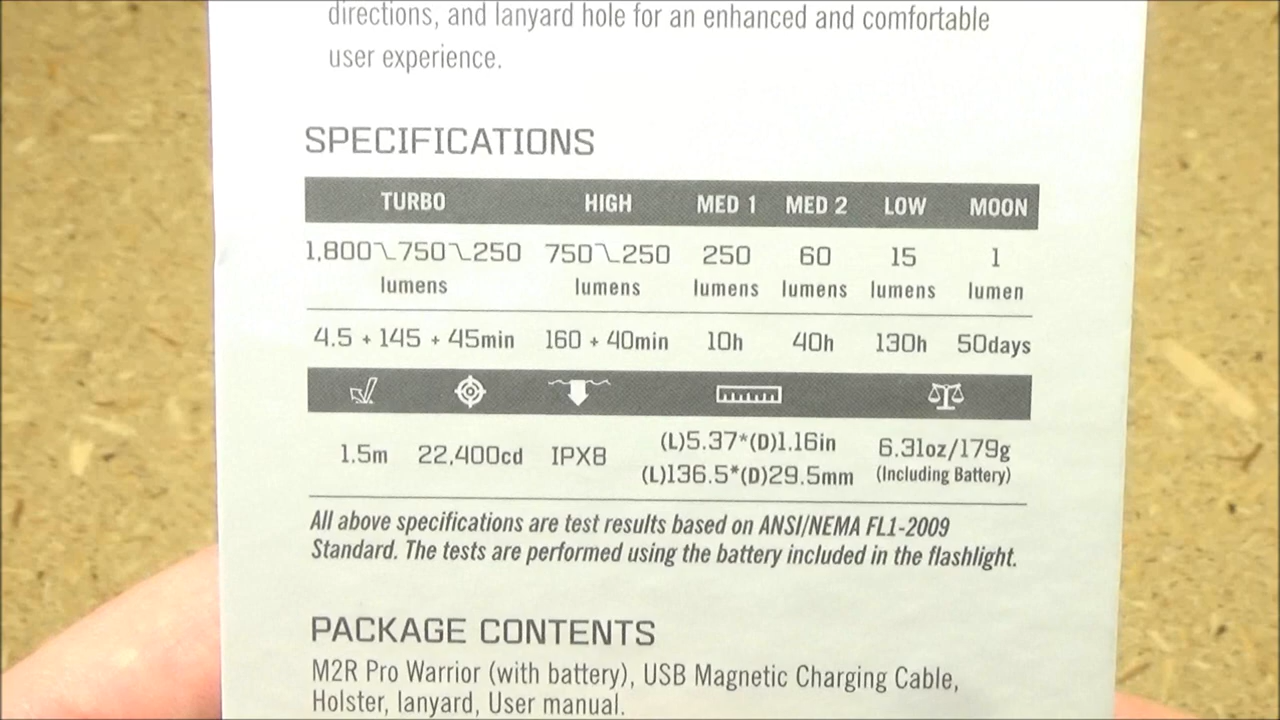 directions, and lanyard hole for an enhanced and comfortable
user experience.
SPECIFICATIONS
TURBO HIGH MED 1 MED 2 LOW MOON
1,800 750 250 750 250 250 60 15 1
lumens lumens lumens lumens lumens lumen
4.5 + 145 + 45min 160 + 40min 10h 40h 130h 50days
1.5m 22,400cd IPX8 (L)5.37*(D)1.16in 6.31oz/179g
(L)136.5*(D)29.5mm (Including Battery)
All above specifications are test results based on ANSI/NEMA FL1-2009
Standard. The tests are performed using the battery included in the flashlight.
PACKAGE CONTENTS
M2R Pro Warrior (with battery), USB Magnetic Charging Cable,
Holster, lanyard, User manual.